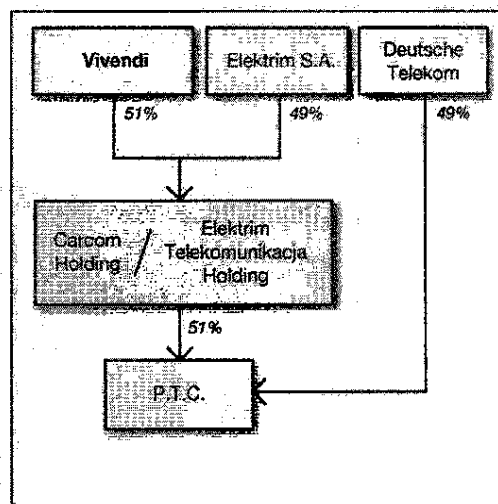 Vivendi
Elektrim S.A.
Deutsche
Telekom
51%
49%
49%
Carcom
Holding
/
Elektrim
Telekomunikacja
Holding
51%
P.T.C.